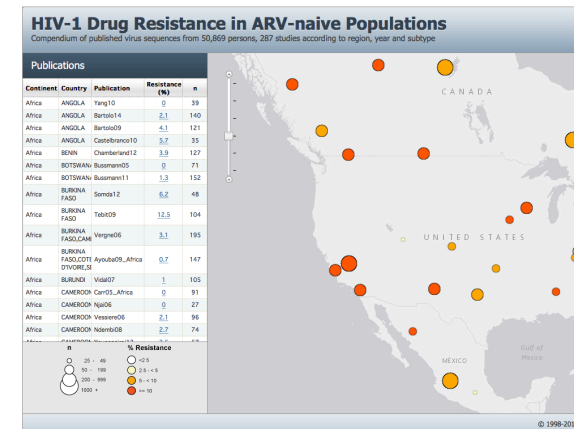 HIV-1 Drug Resistance in ARV-naive Populations
Compendium of published virus sequences from 50,869 persons, 287 studies according to region, year and subtype
Publications
Continent Country Publication Resistance (%) n
Africa ANGOLA Yang10 0 39
Africa ANGOLA Bartolo14 2.1 140
Africa ANGOLA Bartolo09 4.1 121
Africa ANGOLA Castelbranco10 5.7 35
Africa BENIN Chamberland12 3.9 127
Africa BOTSWAN Bussmann05 0 71
Africa BOTSWAN Bussmann11 1.3 152
Africa BURKINA FASO Somda12 6.2 48
Africa BURKINA FASO Tebit09 12.5 104
Africa BURKINA FASO,CAM Vergne06 3.1 195
Africa BURKINA FASO,COTE D'IVOIRE,SE Ayouba09_Africa 0.7 147
Africa BURUNDI Vidal07 1 105
Africa CAMEROON Carr05_Africa 0 91
Africa CAMEROON Njai06 0 27
Africa CAMEROON Vessiere06 2.1 96
Africa CAMEROON Ndembi08 2.7 74
n
25 - 49
50 - 199
200 - 999
1000 +
% Resistance
<2.5
2.5 - < 5
5 - < 10
>= 10
CANADA
UNITED STATES
Gulf of
Mexico
MÉXICO
© 1998-201